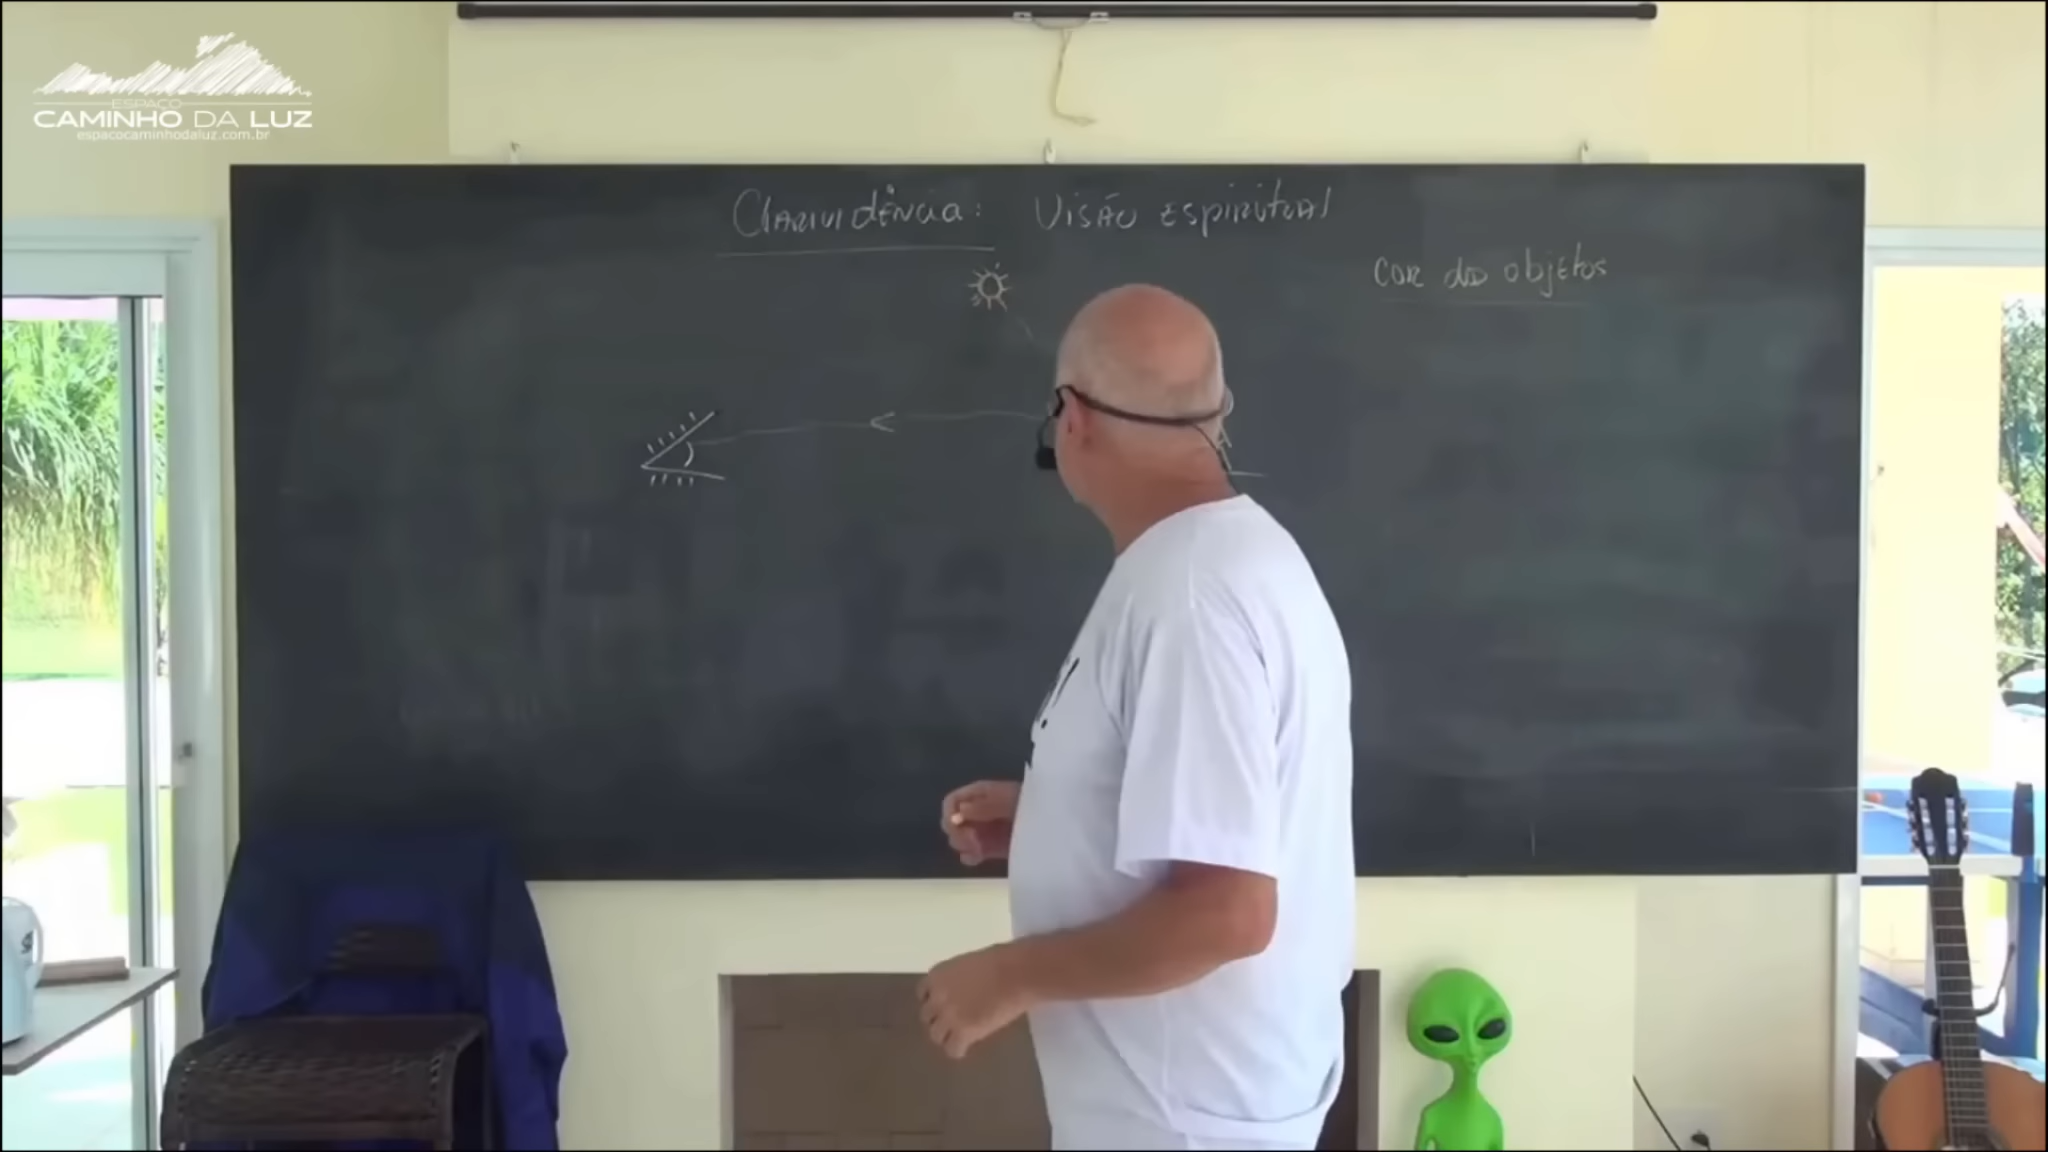 ESPAÇO
CAMINHO DA LUZ
espacocaminhodaluz.com.br
Clarividência: Visão espiritual
Cor dos objetos